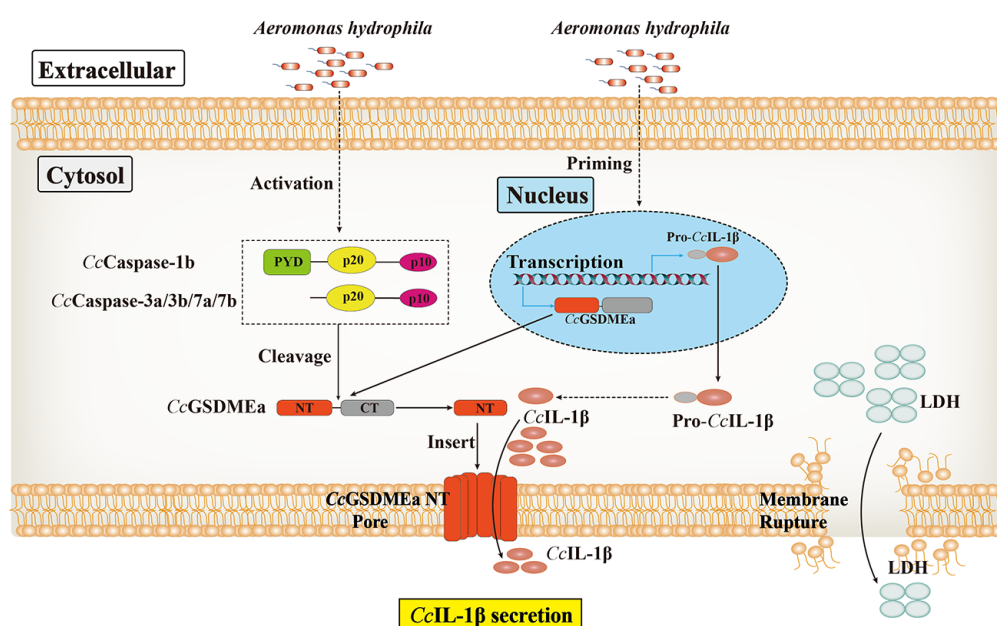 Aeromonas hydrophila
Aeromonas hydrophila
Extracellular
Cytosol
Activation
Priming
Nucleus
Pro-CcIL-1β
CcCaspase-1b
PYD
p20
p10
Transcription
CcCaspase-3a/3b/7a/7b
p20
p10
CcGSDMEa
Cleavage
CcGSDMEa
NT
CT
NT
CcIL-1β
Pro-CcIL-1β
LDH
Insert
CcGSDMEa NT
Pore
Membrane
Rupture
CcIL-1β
LDH
CcIL-1β secretion